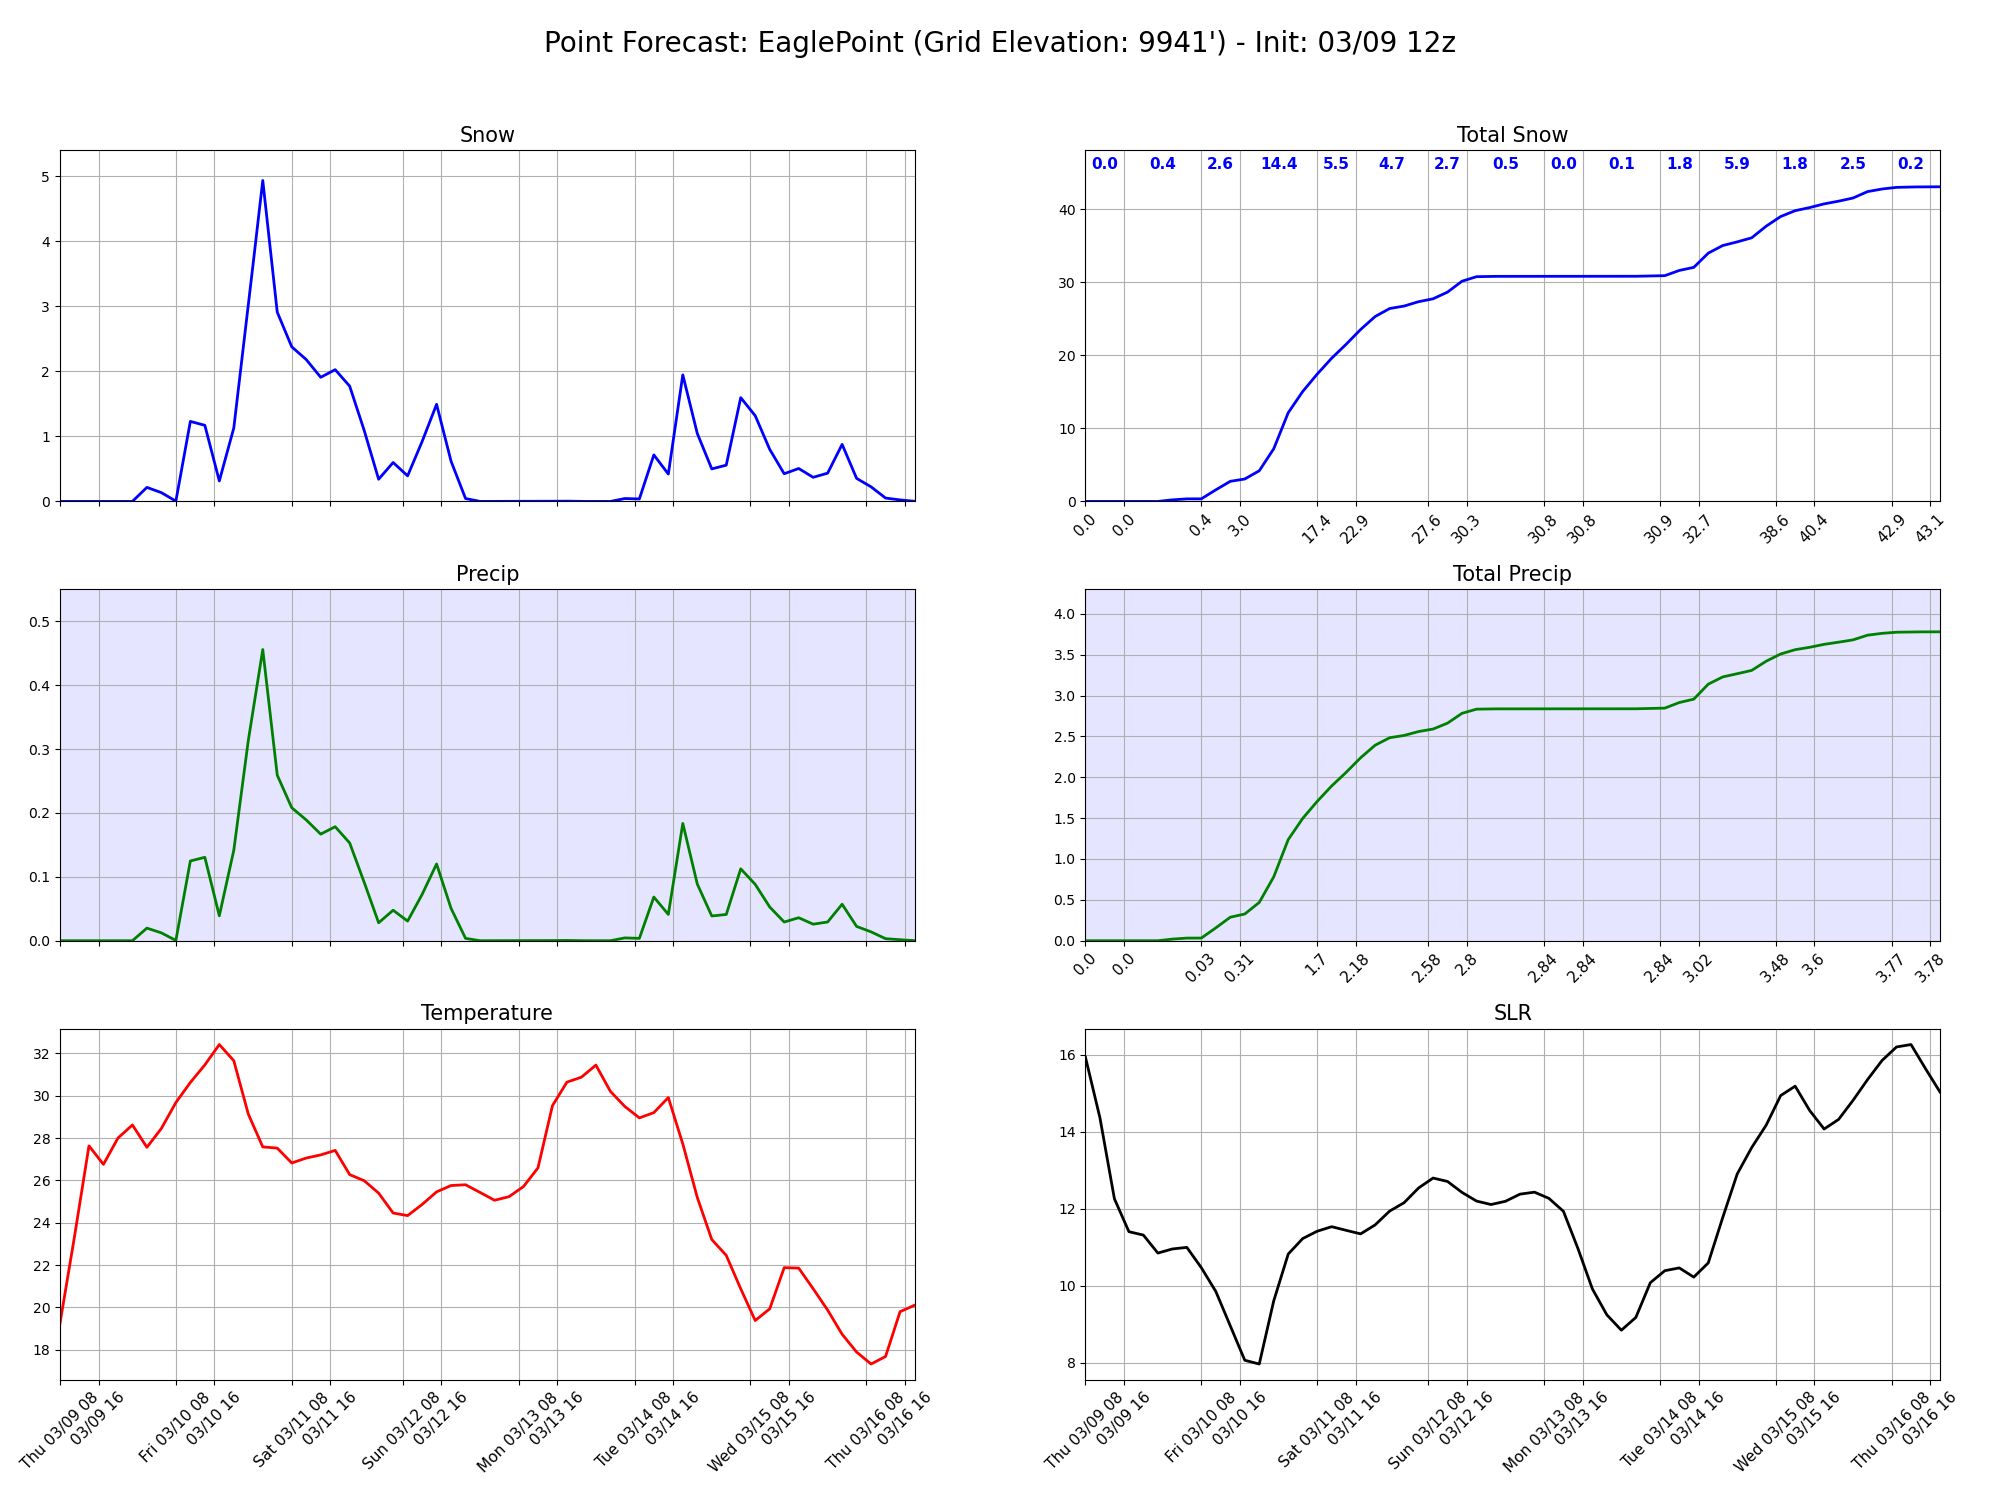 Point Forecast: EaglePoint (Grid Elevation: 9941') - Init: 03/09 12z
Snow
5
4
3
2
1
0
Total Snow
0.0 0.4 2.6 14.4 5.5 4.7 2.7 0.5 0.0 0.1 1.8 5.9 1.8 2.5 0.2
40
30
20
10
0
0.0 0.0 0.4 3.0 17.4 22.9 27.6 30.3 30.8 30.8 30.9 32.7 38.6 40.4 42.9 43.1
Precip
0.5
0.4
0.3
0.2
0.1
0.0
Total Precip
4.0
3.5
3.0
2.5
2.0
1.5
1.0
0.5
0.0
0.0 0.0 0.03 0.31 1.7 2.18 2.58 2.8 2.84 2.84 2.84 3.02 3.48 3.6 3.77 3.78
Temperature
32
30
28
26
24
22
20
18
Thu 03/09 08
03/09 16
Fri 03/10 08
03/10 16
Sat 03/11 08
03/11 16
Sun 03/12 08
03/12 16
Mon 03/13 08
03/13 16
Tue 03/14 08
03/14 16
Wed 03/15 08
03/15 16
Thu 03/16 08
03/16 16
SLR
16
14
12
10
8
Thu 03/09 08
03/09 16
Fri 03/10 08
03/10 16
Sat 03/11 08
03/11 16
Sun 03/12 08
03/12 16
Mon 03/13 08
03/13 16
Tue 03/14 08
03/14 16
Wed 03/15 08
03/15 16
Thu 03/16 08
03/16 16